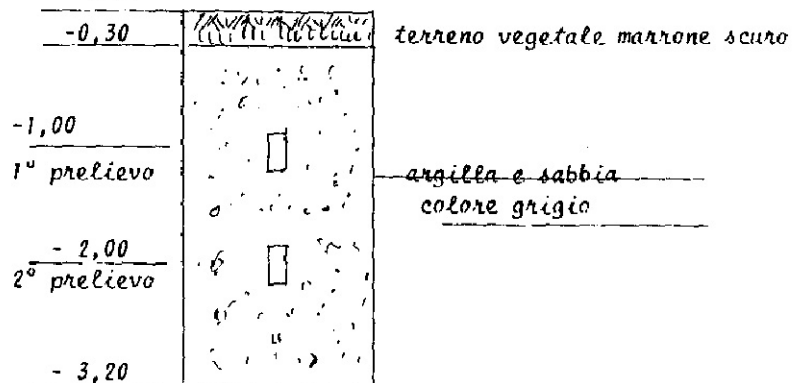 -0,30
terreno vegetale marrone scuro
-1,00
1° prelievo
argilla e sabbia
colore grigio
- 2,00
2° prelievo
- 3,20